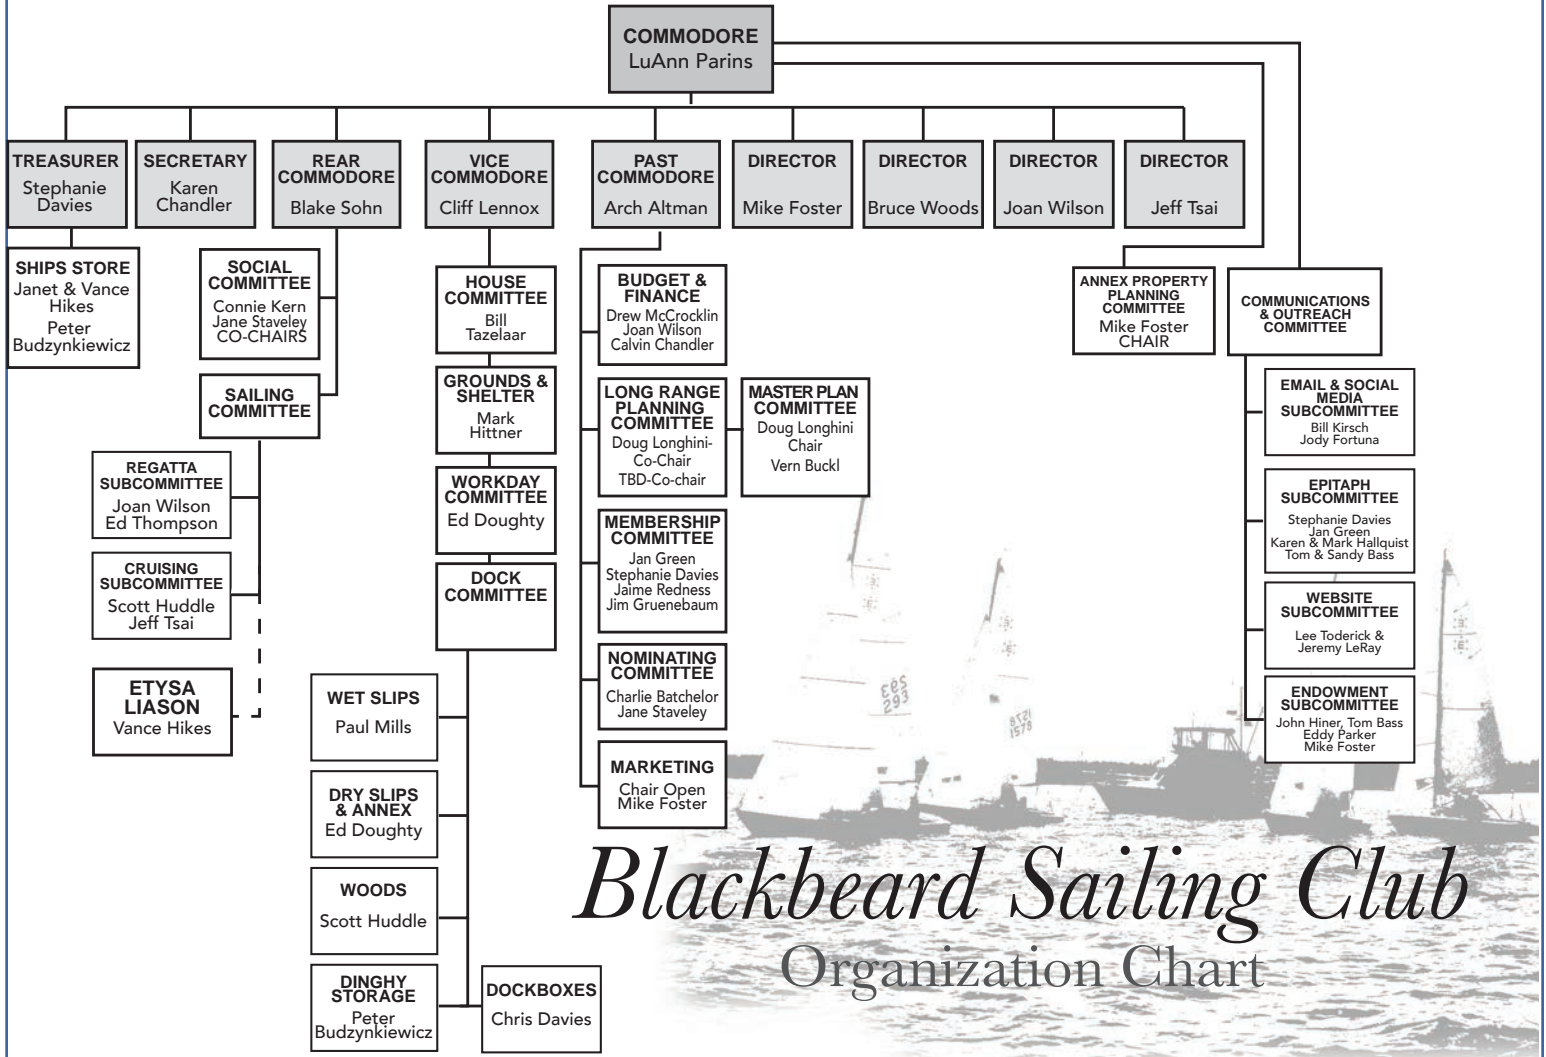 COMMODORE
LuAnn Parins
TREASURER
Stephanie
Davies
SECRETARY
Karen
Chandler
REAR
COMMODORE
Blake Sohn
VICE
COMMODORE
Cliff Lennox
PAST
COMMODORE
Arch Altman
DIRECTOR
Mike Foster
DIRECTOR
Bruce Woods
DIRECTOR
Joan Wilson
DIRECTOR
Jeff Tsai
SHIPS STORE
Janet & Vance
Hikes
Peter
Budzynkiewicz
SOCIAL
COMMITTEE
Connie Kern
Jane Staveley
CO-CHAIRS
SAILING
COMMITTEE
REGATTA
SUBCOMMITTEE
Joan Wilson
Ed Thompson
CRUISING
SUBCOMMITTEE
Scott Huddle
Jeff Tsai
ETYSA
LIASON
Vance Hikes
HOUSE
COMMITTEE
Bill
Tazelaar
GROUNDS &
SHELTER
Mark
Hittner
WORKDAY
COMMITTEE
Ed Doughty
DOCK
COMMITTEE
WET SLIPS
Paul Mills
DRY SLIPS
& ANNEX
Ed Doughty
WOODS
Scott Huddle
DINGHY
STORAGE
Peter
Budzynkiewicz
DOCKBOXES
Chris Davies
BUDGET &
FINANCE
Drew McCrocklin
Joan Wilson
Calvin Chandler
LONG RANGE
PLANNING
COMMITTEE
Doug Longhini-
Co-Chair
TBD-Co-chair
MASTER PLAN
COMMITTEE
Doug Longhini
Chair
Vern Buckl
MEMBERSHIP
COMMITTEE
Jan Green
Stephanie Davies
Jaime Redness
Jim Gruenebaum
NOMINATING
COMMITTEE
Charlie Batchelor
Jane Staveley
MARKETING
Chair Open
Mike Foster
ANNEX PROPERTY
PLANNING
COMMITTEE
Mike Foster
CHAIR
COMMUNICATIONS
& OUTREACH
COMMITTEE
EMAIL & SOCIAL
MEDIA
SUBCOMMITTEE
Bill Kirsch
Jody Fortuna
EPITAPH
SUBCOMMITTEE
Stephanie Davies
Jan Green
Karen & Mark Hallquist
Tom & Sandy Bass
WEBSITE
SUBCOMMITTEE
Lee Toderick &
Jeremy LeRay
ENDOWMENT
SUBCOMMITTEE
John Hiner, Tom Bass
Eddy Parker
Mike Foster
293
1578
Blackbeard Sailing Club
Organization Chart